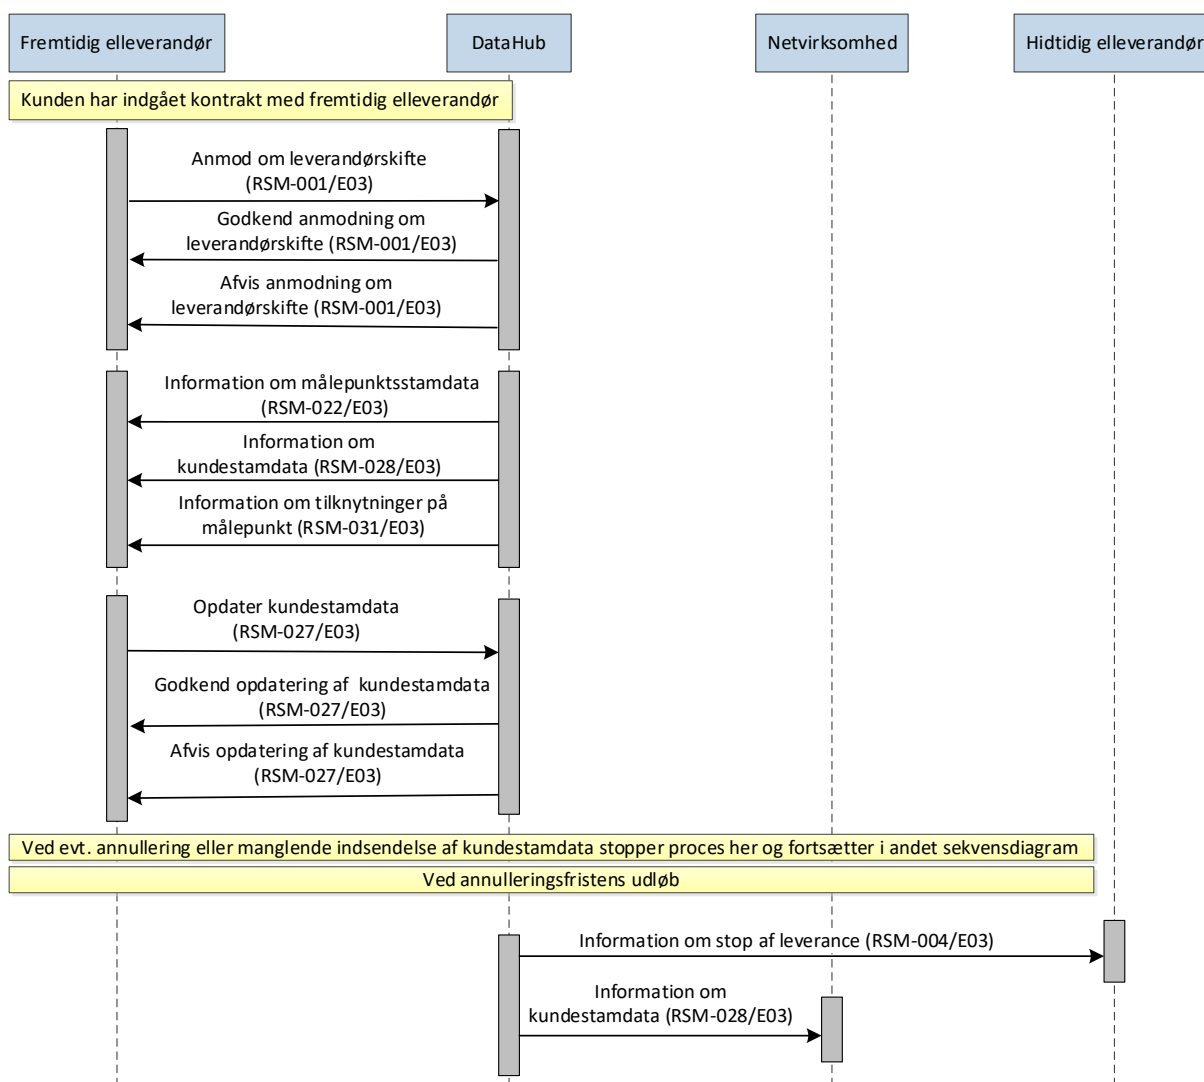 Fremtidig elleverandør
DataHub
Netvirksomhed
Hidtidig elleverandør
Kunden har indgået kontrakt med fremtidig elleverandør
Anmod om leverandørskifte
(RSM-001/E03)
Godkend anmodning om
leverandørskifte (RSM-001/E03)
Afvis anmodning om
leverandørskifte (RSM-001/E03)
Information om målepunktsstamdata
(RSM-022/E03)
Information om
kundestamdata (RSM-028/E03)
Information om tilknytninger på
målepunkt (RSM-031/E03)
Opdater kundestamdata
(RSM-027/E03)
Godkend opdatering af  kundestamdata
(RSM-027/E03)
Afvis opdatering af kundestamdata
(RSM-027/E03)
Ved evt. annullering eller manglende indsendelse af kundestamdata stopper proces her og fortsætter i andet sekvensdiagram
Ved annulleringsfristens udløb
Information om stop af leverance (RSM-004/E03)
Information om
kundestamdata (RSM-028/E03)